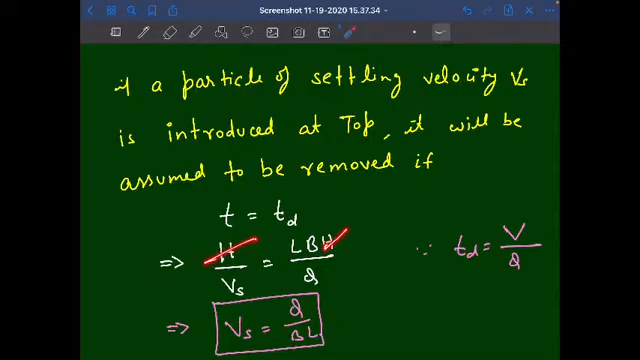 Screenshot 11-19-2020 15.37.34
if a particle of settling velocity Vs
is introduced at Top, it will be
assumed to be removed if
t = td
=> H/Vs = LBH/Q ∵ td = V/Q
=> Vs = Q/BL